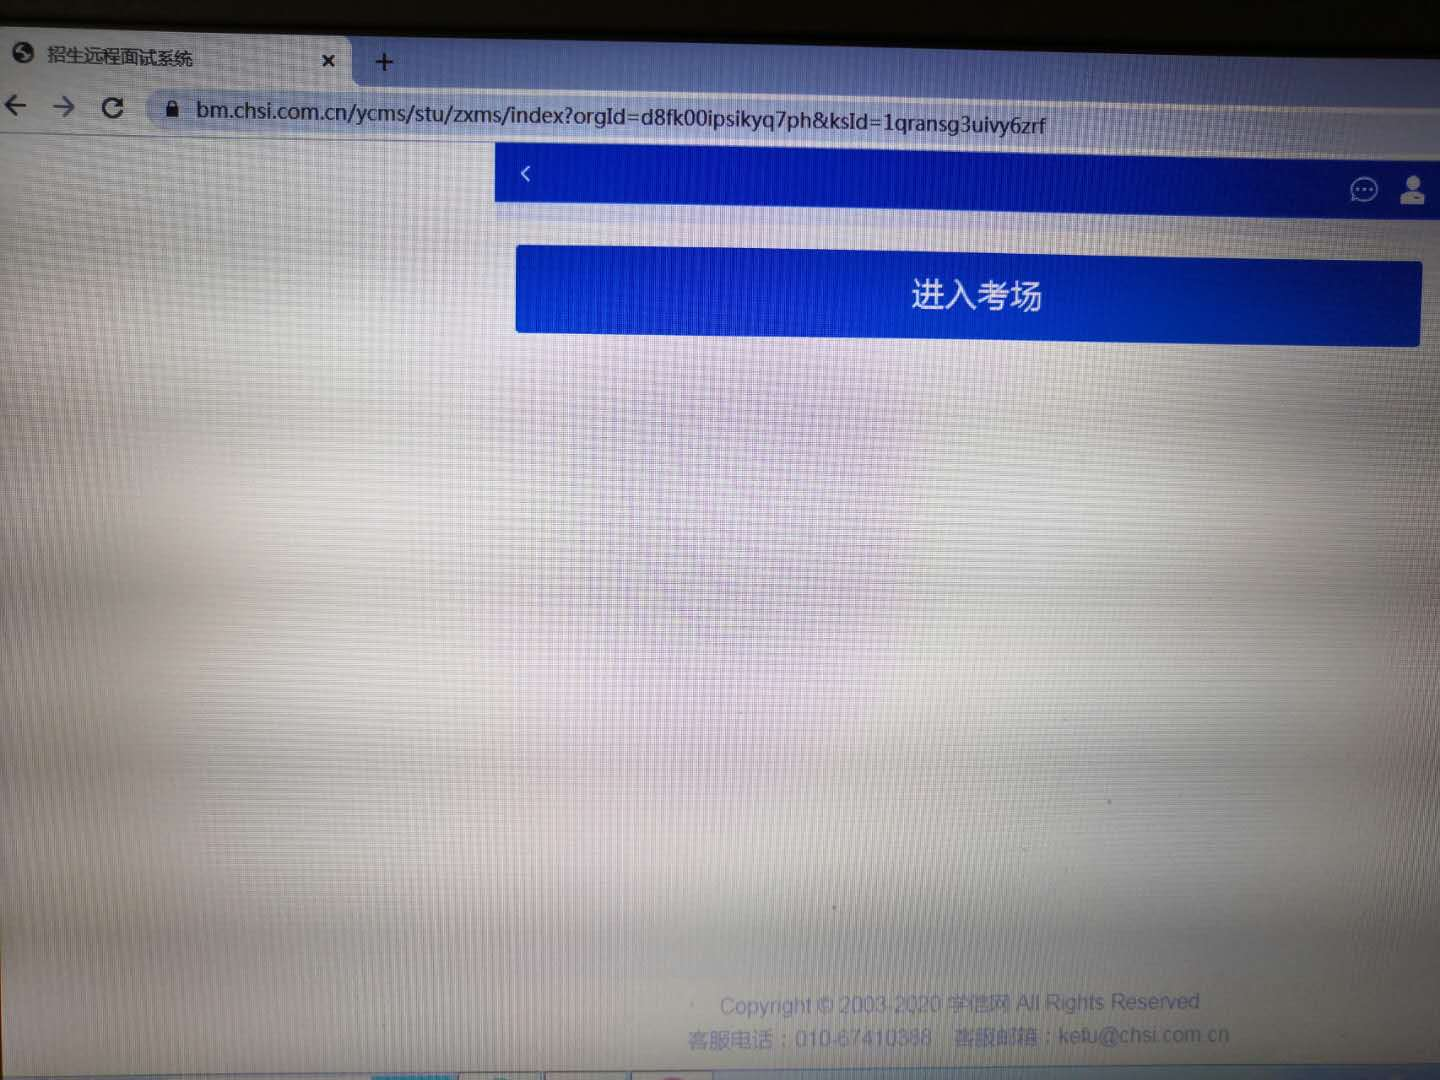 招生远程面试系统
bm.chsi.com.cn/ycms/stu/zxms/index?orgId=d8fk00ipsikyq7ph&ksId=1qransg3uivy6zrf
进入考场
Copyright © 2003-2020 学信网 All Rights Reserved
客服电话：010-67410388 客服邮箱：kefu@chsi.com.cn